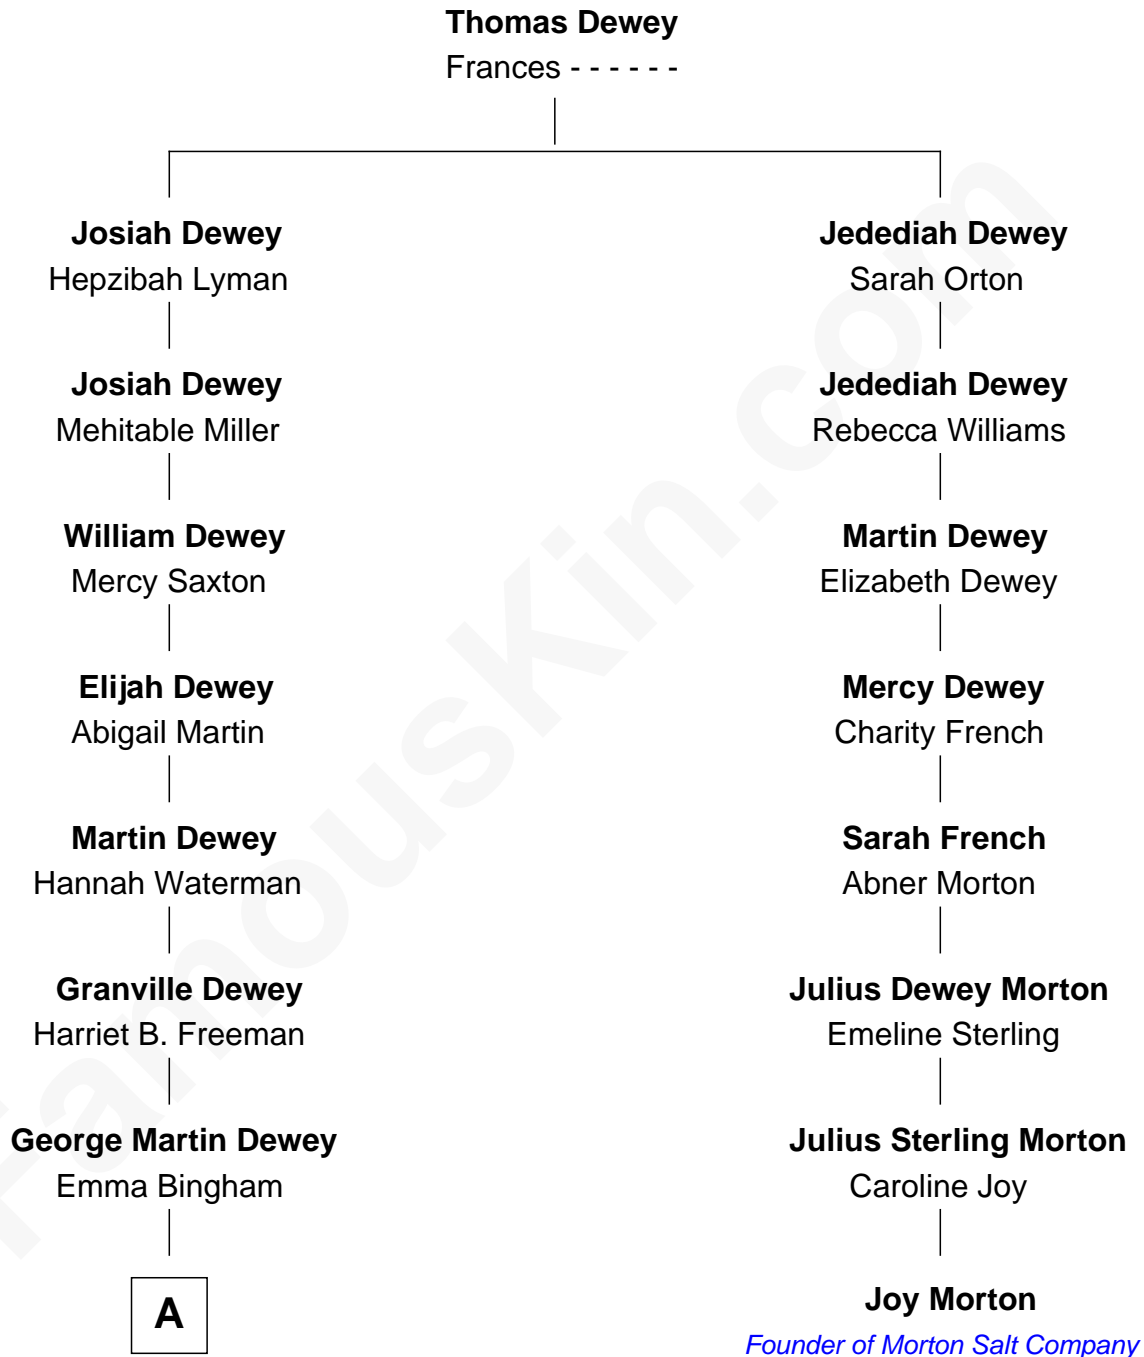 Thomas Dewey
Frances - - - - - -
Josiah Dewey
Hepzibah Lyman
Jedediah Dewey
Sarah Orton
Josiah Dewey
Mehitable Miller
Jedediah Dewey
Rebecca Williams
William Dewey
Mercy Saxton
Martin Dewey
Elizabeth Dewey
Elijah Dewey
Abigail Martin
Mercy Dewey
Charity French
Martin Dewey
Hannah Waterman
Sarah French
Abner Morton
Granville Dewey
Harriet B. Freeman
Julius Dewey Morton
Emeline Sterling
George Martin Dewey
Emma Bingham
Julius Sterling Morton
Caroline Joy
A
Joy Morton
Founder of Morton Salt Company
FamousKin.com